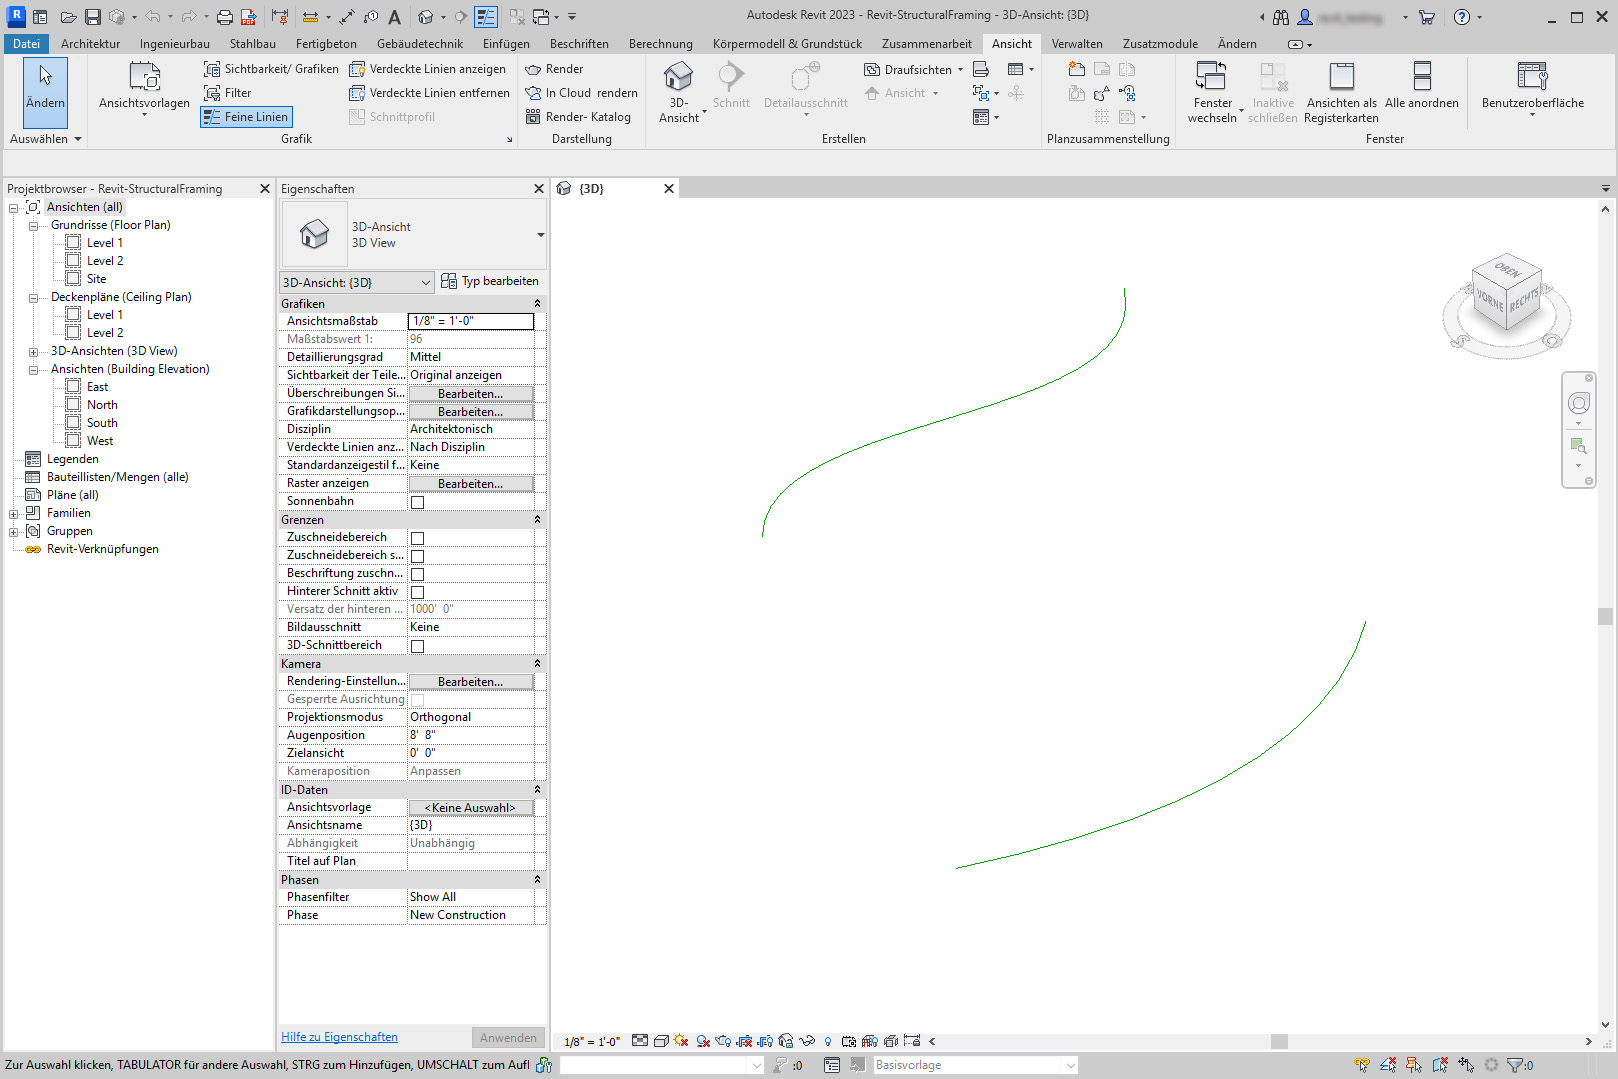 Autodesk Revit 2023 - Revit-StructuralFraming - 3D-Ansicht: {3D}
Datei Architektur Ingenieurbau Stahlbau Fertigbeton Gebäudetechnik Einfügen Beschriften Berechnung Körpermodell & Grundstück Zusammenarbeit Ansicht Verwalten Zusatzmodule Ändern
Ändern
Auswählen
Ansichtsvorlagen
Sichtbarkeit/ Grafiken
Filter
Feine Linien
Verdeckte Linien anzeigen
Verdeckte Linien entfernen
Schnittprofil
Grafik
Render
In Cloud rendern
Render- Katalog
Darstellung
3D-
Ansicht
Schnitt
Detailausschnitt
Draufsichten
Ansicht
Erstellen
Planzusammenstellung
Fenster
wechseln
Inaktive
schließen
Ansichten als
Registerkarten
Alle anordnen
Fenster
Benutzeroberfläche
Projektbrowser - Revit-StructuralFraming
Ansichten (all)
Grundrisse (Floor Plan)
Level 1
Level 2
Site
Deckenpläne (Ceiling Plan)
Level 1
Level 2
3D-Ansichten (3D View)
Ansichten (Building Elevation)
East
North
South
West
Legenden
Bauteillisten/Mengen (alle)
Pläne (all)
Familien
Gruppen
Revit-Verknüpfungen
Eigenschaften
3D-Ansicht
3D View
3D-Ansicht: {3D}
Typ bearbeiten
Grafiken
Ansichtsmaßstab 1/8" = 1'-0"
Maßstabswert 1: 96
Detaillierungsgrad Mittel
Sichtbarkeit der Teile... Original anzeigen
Überschreibungen Si... Bearbeiten...
Grafikdarstellungsop... Bearbeiten...
Disziplin Architektonisch
Verdeckte Linien anz... Nach Disziplin
Standardanzeigestil f... Keine
Raster anzeigen Bearbeiten...
Sonnenbahn
Grenzen
Zuschneidebereich
Zuschneidebereich s...
Beschriftung zuschn...
Hinterer Schnitt aktiv
Versatz der hinteren ... 1000' 0"
Bildausschnitt Keine
3D-Schnittbereich
Kamera
Rendering-Einstellun... Bearbeiten...
Gesperrte Ausrichtung
Projektionsmodus Orthogonal
Augenposition 8' 8"
Zielansicht 0' 0"
Kameraposition Anpassen
ID-Daten
Ansichtsvorlage <Keine Auswahl>
Ansichtsname {3D}
Abhängigkeit Unabhängig
Titel auf Plan
Phasen
Phasenfilter Show All
Phase New Construction
Hilfe zu Eigenschaften
Anwenden
{3D}
OBEN
VORNE
RECHTS
1/8" = 1'-0"
Zur Auswahl klicken, TABULATOR für andere Auswahl, STRG zum Hinzufügen, UMSCHALT zum Aufl
:0
Basisvorlage
:0